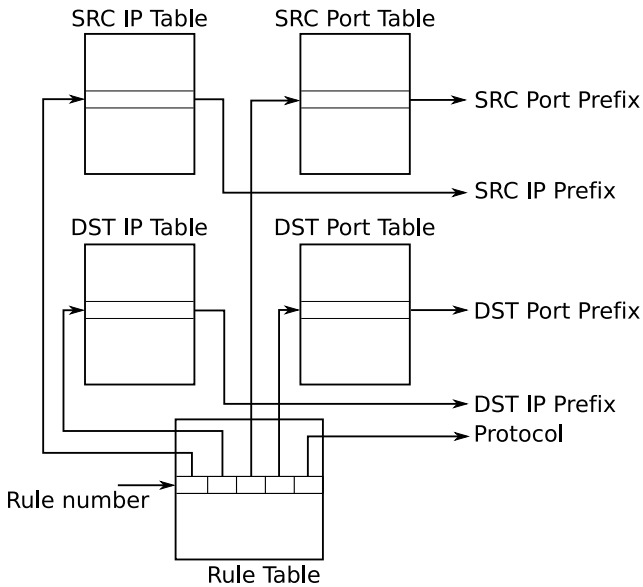 SRC IP Table
SRC Port Table
SRC Port Prefix
SRC IP Prefix
DST IP Table
DST Port Table
DST Port Prefix
DST IP Prefix
Protocol
Rule number
Rule Table